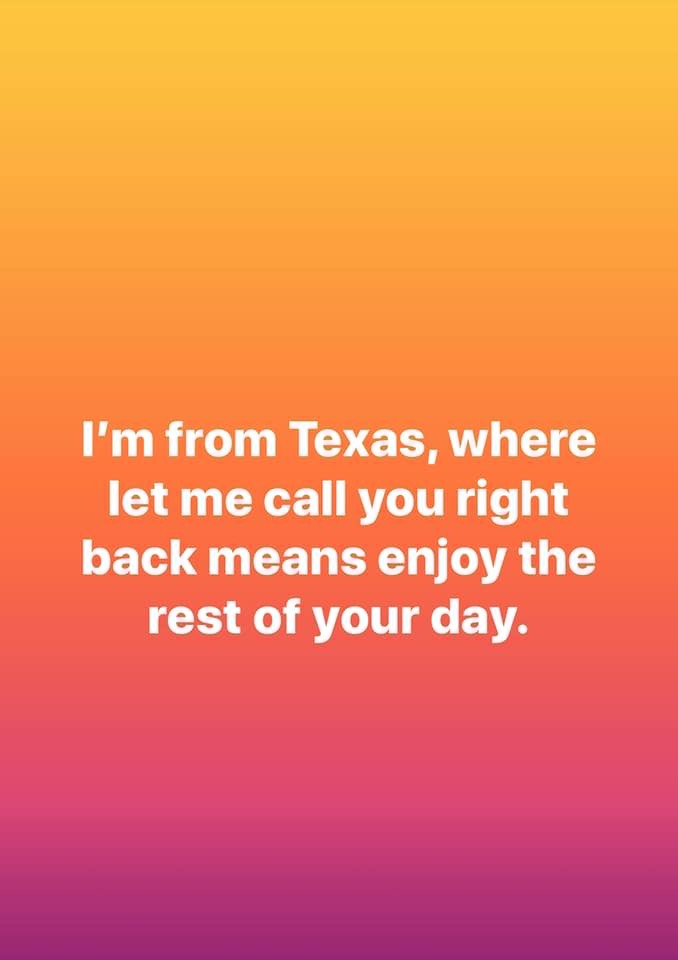 I’m from Texas, where
let me call you right
back means enjoy the
rest of your day.